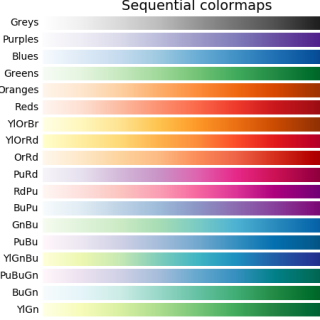 Sequential colormaps
Greys
Purples
Blues
Greens
Oranges
Reds
YlOrBr
YlOrRd
OrRd
PuRd
RdPu
BuPu
GnBu
PuBu
YlGnBu
PuBuGn
BuGn
YlGn